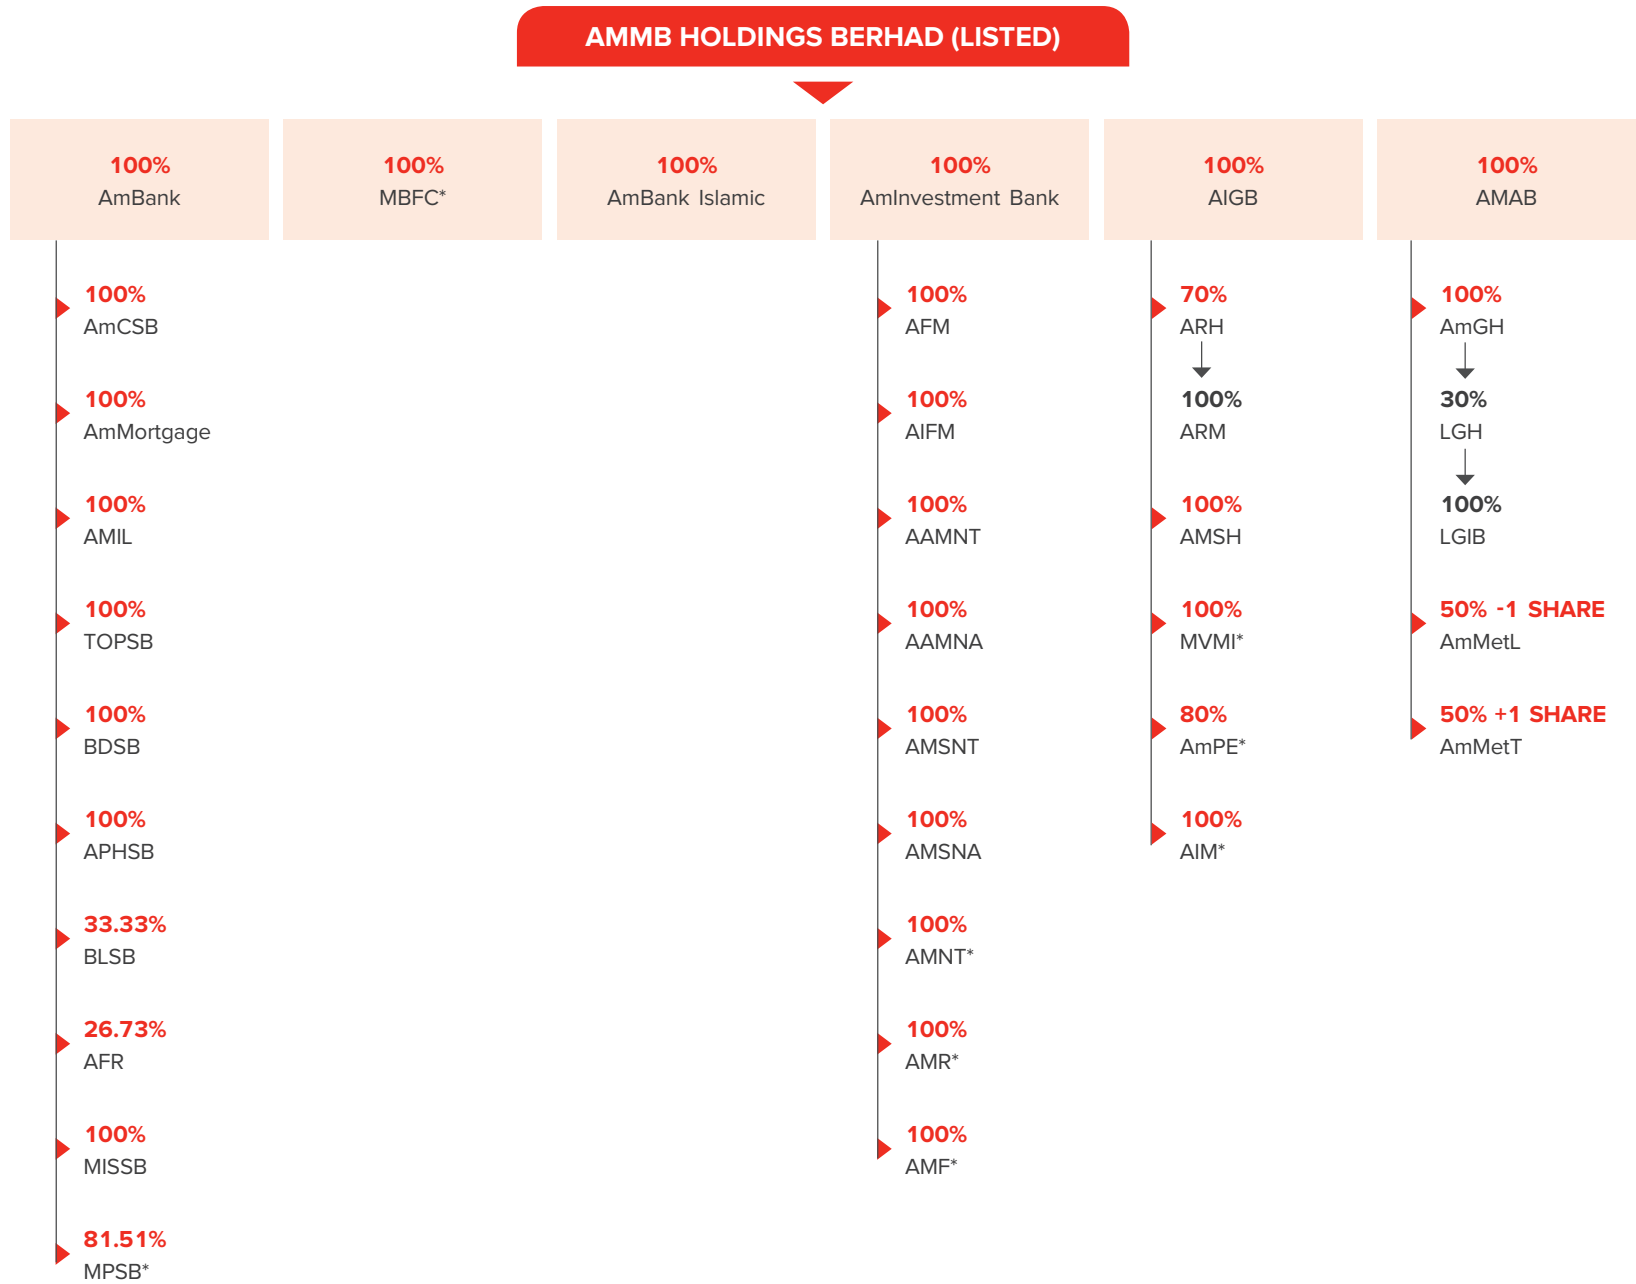 AMMB HOLDINGS BERHAD (LISTED)
100%
AmBank
100%
AmCSB
100%
AmMortgage
100%
AMIL
100%
TOPSB
100%
BDSB
100%
APHSB
33.33%
BLSB
26.73%
AFR
100%
MISSB
81.51%
MPSB*
100%
MBFC*
100%
AmBank Islamic
100%
AmInvestment Bank
100%
AFM
100%
AIFM
100%
AAMNT
100%
AAMNA
100%
AMSNT
100%
AMSNA
100%
AMNT*
100%
AMR*
100%
AMF*
100%
AIGB
70%
ARH
100%
ARM
100%
AMSH
100%
MVMI*
80%
AmPE*
100%
AIM*
100%
AMAB
100%
AmGH
30%
LGH
100%
LGIB
50% -1 SHARE
AmMetL
50% +1 SHARE
AmMetT